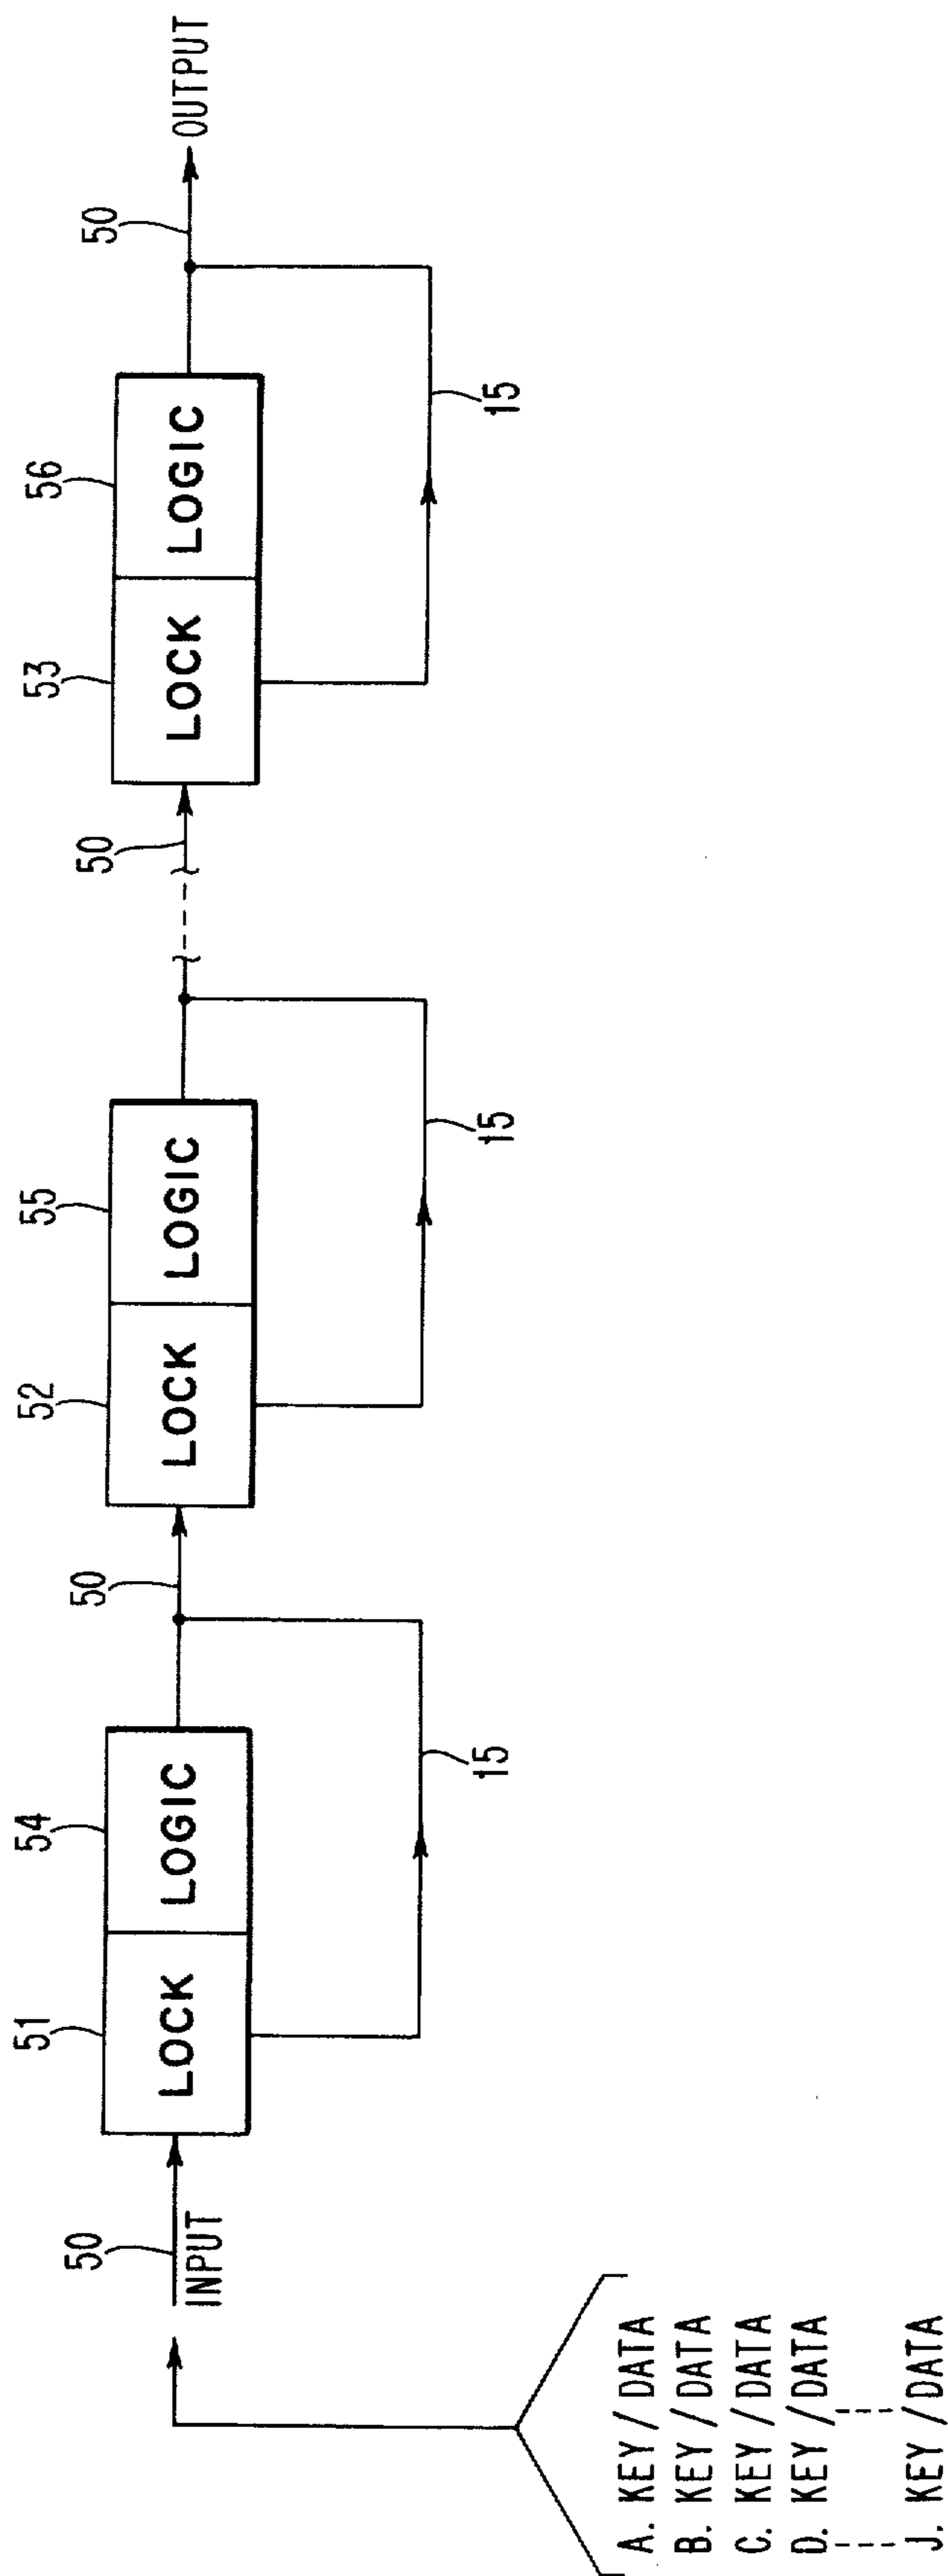 50
51
54
50
52
55
50
53
56
50
INPUT
LOCK
LOGIC
LOCK
LOGIC
LOCK
LOGIC
OUTPUT
15
15
15
A. KEY / DATA
B. KEY / DATA
C. KEY / DATA
D. KEY / DATA
J. KEY / DATA